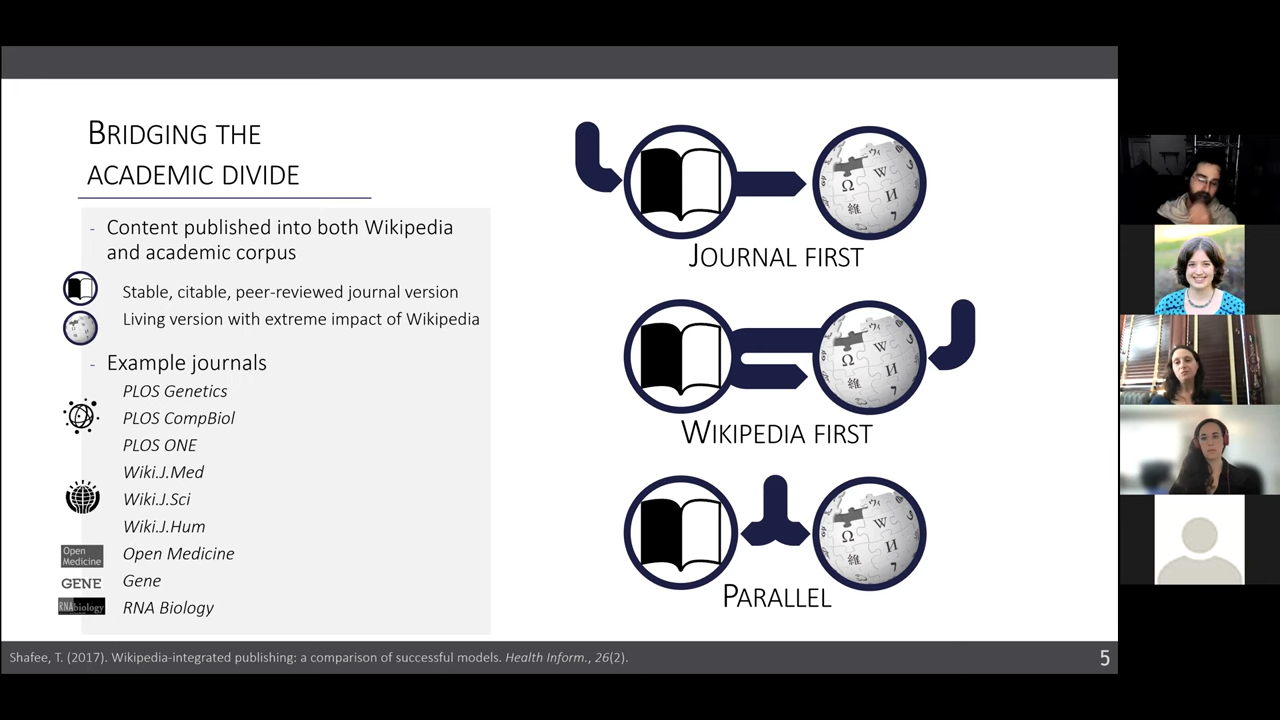 BRIDGING THE
ACADEMIC DIVIDE
- Content published into both Wikipedia
and academic corpus
Stable, citable, peer-reviewed journal version
Living version with extreme impact of Wikipedia
- Example journals
PLOS Genetics
PLOS CompBiol
PLOS ONE
Wiki.J.Med
Wiki.J.Sci
Wiki.J.Hum
Open
Medicine
Open Medicine
GENE
Gene
RNAbiology
RNA Biology
JOURNAL FIRST
WIKIPEDIA FIRST
PARALLEL
Shafee, T. (2017). Wikipedia-integrated publishing: a comparison of successful models. Health Inform., 26(2).
5